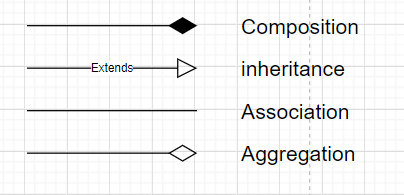 Composition
Extends inheritance
Association
Aggregation